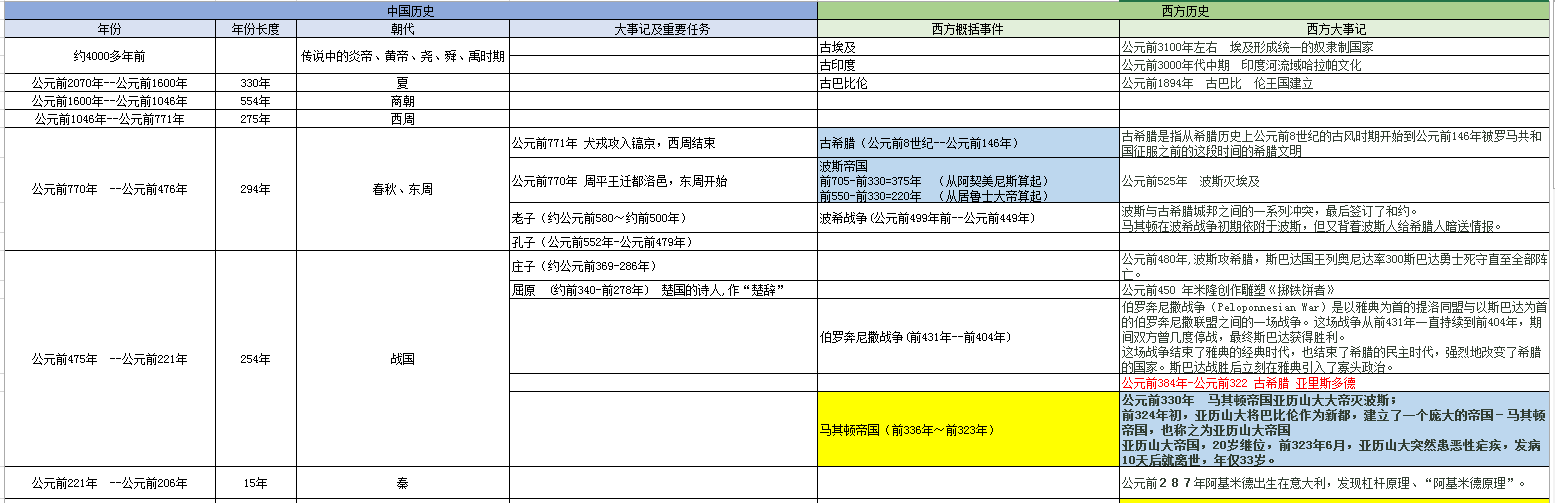 中国历史
西方历史
年份
年份长度
朝代
大事记及重要任务
西方概括事件
西方大事记
约4000多年前
传说中的炎帝、黄帝、尧、舜、禹时期
古埃及
公元前3100年左右 埃及形成统一的奴隶制国家
古印度
公元前3000年代中期 印度河流域哈拉帕文化
公元前2070年--公元前1600年
330年
夏
古巴比伦
公元前1894年 古巴比 伦王国建立
公元前1600年--公元前1046年
554年
商朝
公元前1046年--公元前771年
275年
西周
公元前770年 --公元前476年
294年
春秋、东周
公元前771年 犬戎攻入镐京，西周结束
古希腊（公元前8世纪--公元前146年）
古希腊是指从希腊历史上公元前8世纪的古风时期开始到公元前146年被罗马共和
国征服之前的这段时间的希腊文明
公元前770年 周平王迁都洛邑，东周开始
波斯帝国
前705-前330=375年 （从阿契美尼斯算起）
前550-前330=220年 （从居鲁士大帝算起）
公元前525年 波斯灭埃及
老子（约公元前580～约前500年）
波希战争(公元前499年前--公元前449年)
波斯与古希腊城邦之间的一系列冲突，最后签订了和约。
马其顿在波希战争初期依附于波斯，但又背着波斯人给希腊人暗送情报。
孔子（公元前552年-公元前479年）
公元前475年 --公元前221年
254年
战国
庄子（约公元前369-286年）
公元前480年,波斯攻希腊，斯巴达国王列奥尼达率300斯巴达勇士死守直至全部阵
亡。
屈原 （约前340-前278年） 楚国的诗人,作“楚辞”
公元前450 年米隆创作雕塑《掷铁饼者》
伯罗奔尼撒战争(前431年--前404年)
伯罗奔尼撒战争（Peloponnesian War）是以雅典为首的提洛同盟与以斯巴达为首
的伯罗奔尼撒联盟之间的一场战争。这场战争从前431年一直持续到前404年，期
间双方曾几度停战，最终斯巴达获得胜利。
这场战争结束了雅典的经典时代，也结束了希腊的民主时代，强烈地改变了希腊
的国家。斯巴达战胜后立刻在雅典引入了寡头政治。
公元前384年-公元前322 古希腊 亚里斯多德
马其顿帝国（前336年～前323年）
公元前330年 马其顿帝国亚历山大大帝灭波斯；
前324年初，亚历山大将巴比伦作为新都，建立了一个庞大的帝国－马其顿
帝国，也称之为亚历山大帝国
亚历山大帝国，20岁继位，前323年6月，亚历山大突然患恶性疟疾，发病
10天后就离世，年仅33岁。
公元前221年 --公元前206年
15年
秦
公元前２８７年阿基米德出生在意大利，发现杠杆原理、“阿基米德原理”。